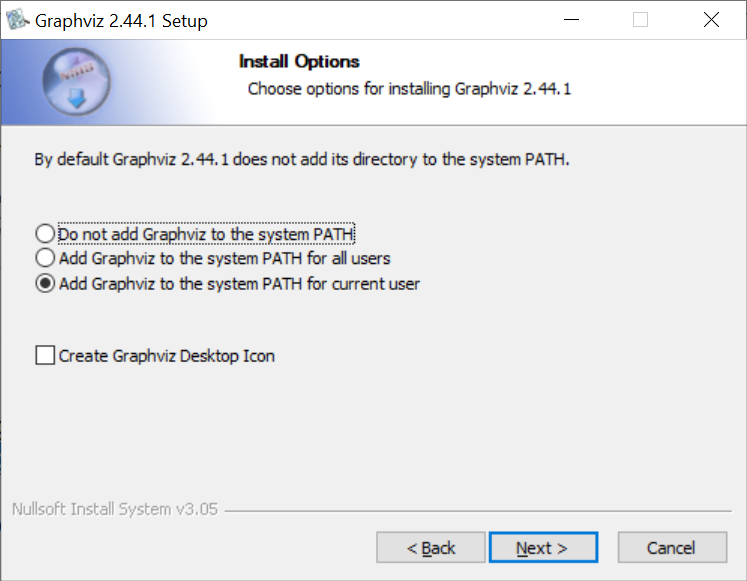 Graphviz 2.44.1 Setup
Install Options
Choose options for installing Graphviz 2.44.1
By default Graphviz 2.44.1 does not add its directory to the system PATH.
Do not add Graphviz to the system PATH
Add Graphviz to the system PATH for all users
Add Graphviz to the system PATH for current user
Create Graphviz Desktop Icon
Nullsoft Install System v3.05
< Back Next > Cancel